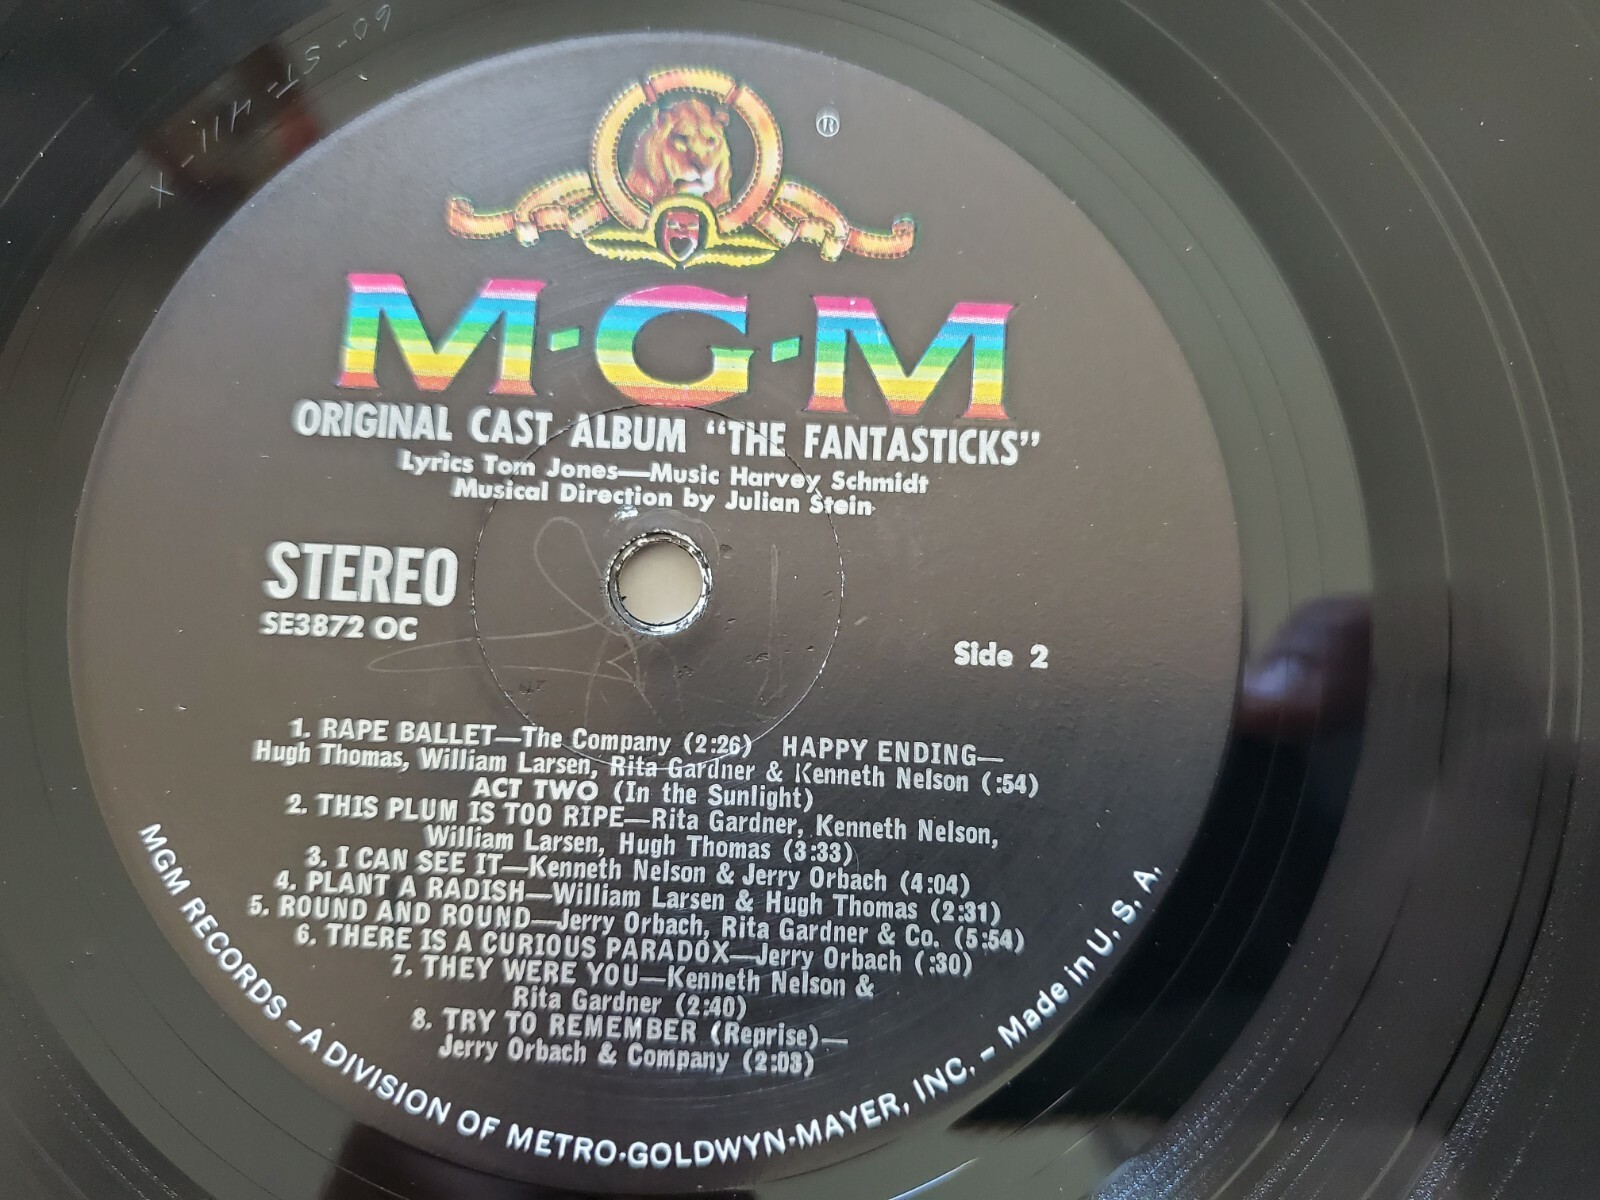 60-ST-411-X
®
M·G·M
ORIGINAL CAST ALBUM "THE FANTASTICKS"
Lyrics Tom Jones—Music Harvey Schmidt
Musical Direction by Julian Stein
STEREO
SE3872 OC
Side 2
1. RAPE BALLET—The Company (2:26) HAPPY ENDING—
Hugh Thomas, William Larsen, Rita Gardner & Kenneth Nelson (:54)
ACT TWO (In the Sunlight)
2. THIS PLUM IS TOO RIPE—Rita Gardner, Kenneth Nelson,
William Larsen, Hugh Thomas (3:33)
3. I CAN SEE IT—Kenneth Nelson & Jerry Orbach (4:04)
4. PLANT A RADISH—William Larsen & Hugh Thomas (2:31)
5. ROUND AND ROUND—Jerry Orbach, Rita Gardner & Co. (5:54)
6. THERE IS A CURIOUS PARADOX—Jerry Orbach (:30)
7. THEY WERE YOU—Kenneth Nelson &
Rita Gardner (2:40)
8. TRY TO REMEMBER (Reprise)—
Jerry Orbach & Company (2:03)
MGM RECORDS – A DIVISION OF METRO-GOLDWYN-MAYER, INC. – Made in U. S. A.